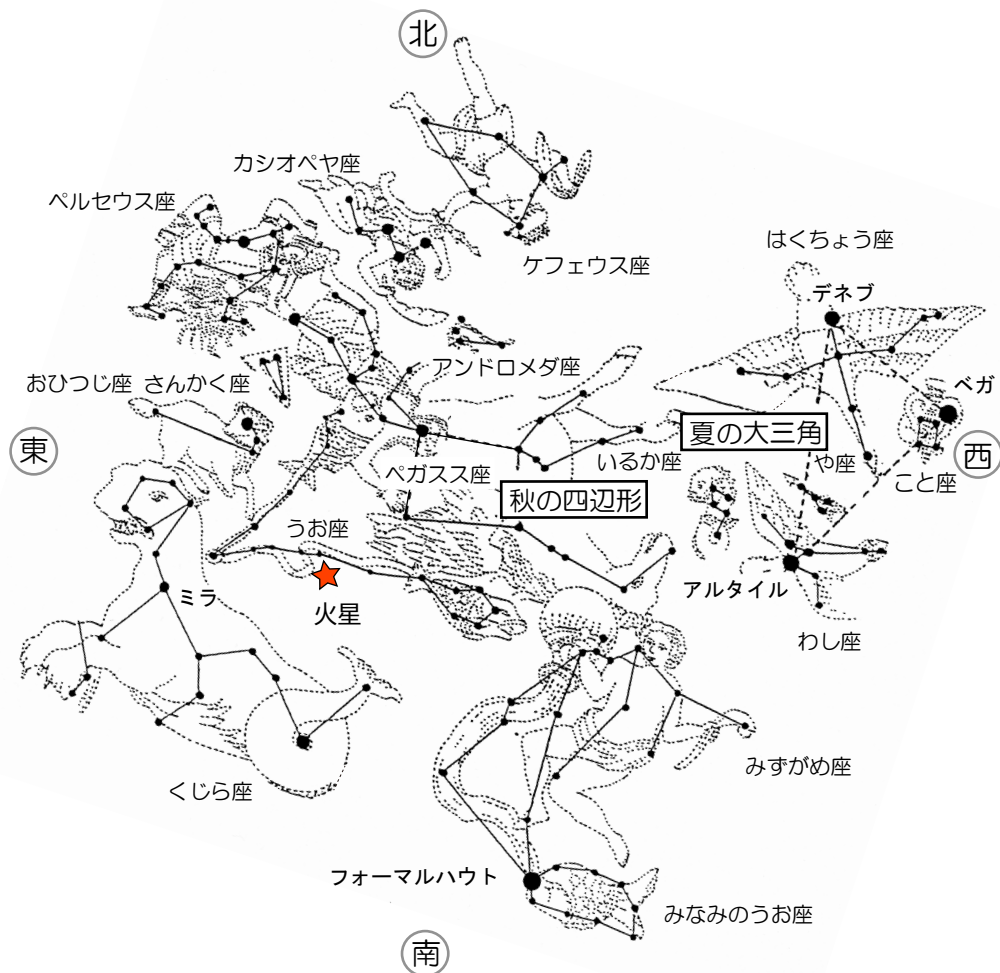 北
カシオペヤ座
ペルセウス座
ケフェウス座
はくちょう座
デネブ
アンドロメダ座
おひつじ座 さんかく座
ベガ
夏の大三角
東
西
ペガスス座
いるか座
や座
こと座
秋の四辺形
うお座
アルタイル
ミラ
火星
わし座
みずがめ座
くじら座
フォーマルハウト
みなみのうお座
南